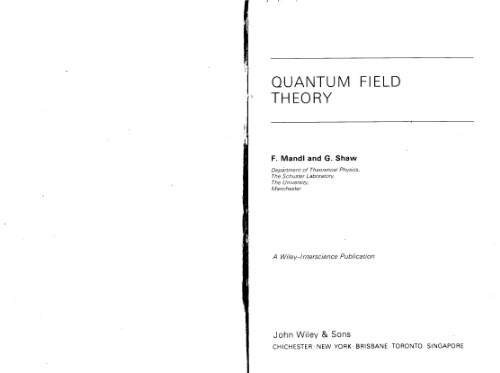 QUANTUM FIELD
THEORY
F. Mandl and G. Shaw
Department of Theoretical Physics,
The Schuster Laboratory,
The University,
Manchester
A Wiley–Interscience Publication
John Wiley & Sons
CHICHESTER · NEW YORK · BRISBANE · TORONTO · SINGAPORE